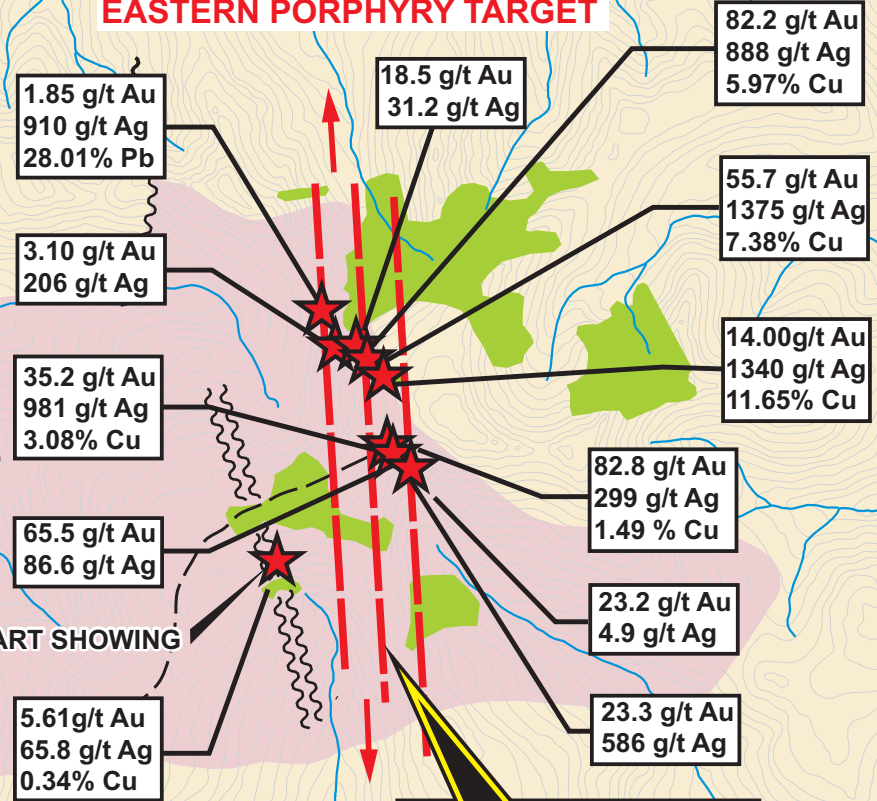 EASTERN PORPHYRY TARGET
82.2 g/t Au
888 g/t Ag
5.97% Cu
18.5 g/t Au
31.2 g/t Ag
1.85 g/t Au
910 g/t Ag
28.01% Pb
55.7 g/t Au
1375 g/t Ag
7.38% Cu
3.10 g/t Au
206 g/t Ag
14.00g/t Au
1340 g/t Ag
11.65% Cu
35.2 g/t Au
981 g/t Ag
3.08% Cu
82.8 g/t Au
299 g/t Ag
1.49 % Cu
65.5 g/t Au
86.6 g/t Ag
23.2 g/t Au
4.9 g/t Ag
ART SHOWING
5.61g/t Au
65.8 g/t Ag
0.34% Cu
23.3 g/t Au
586 g/t Ag